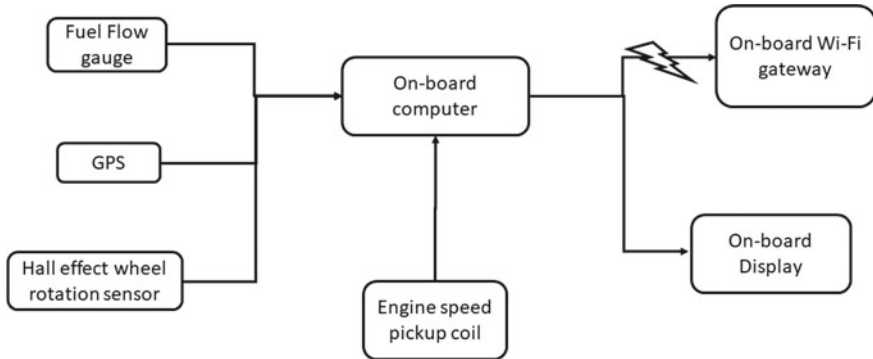 Fuel Flow
gauge
GPS
Hall effect wheel
rotation sensor
On-board
computer
Engine speed
pickup coil
On-board Wi-Fi
gateway
On-board
Display